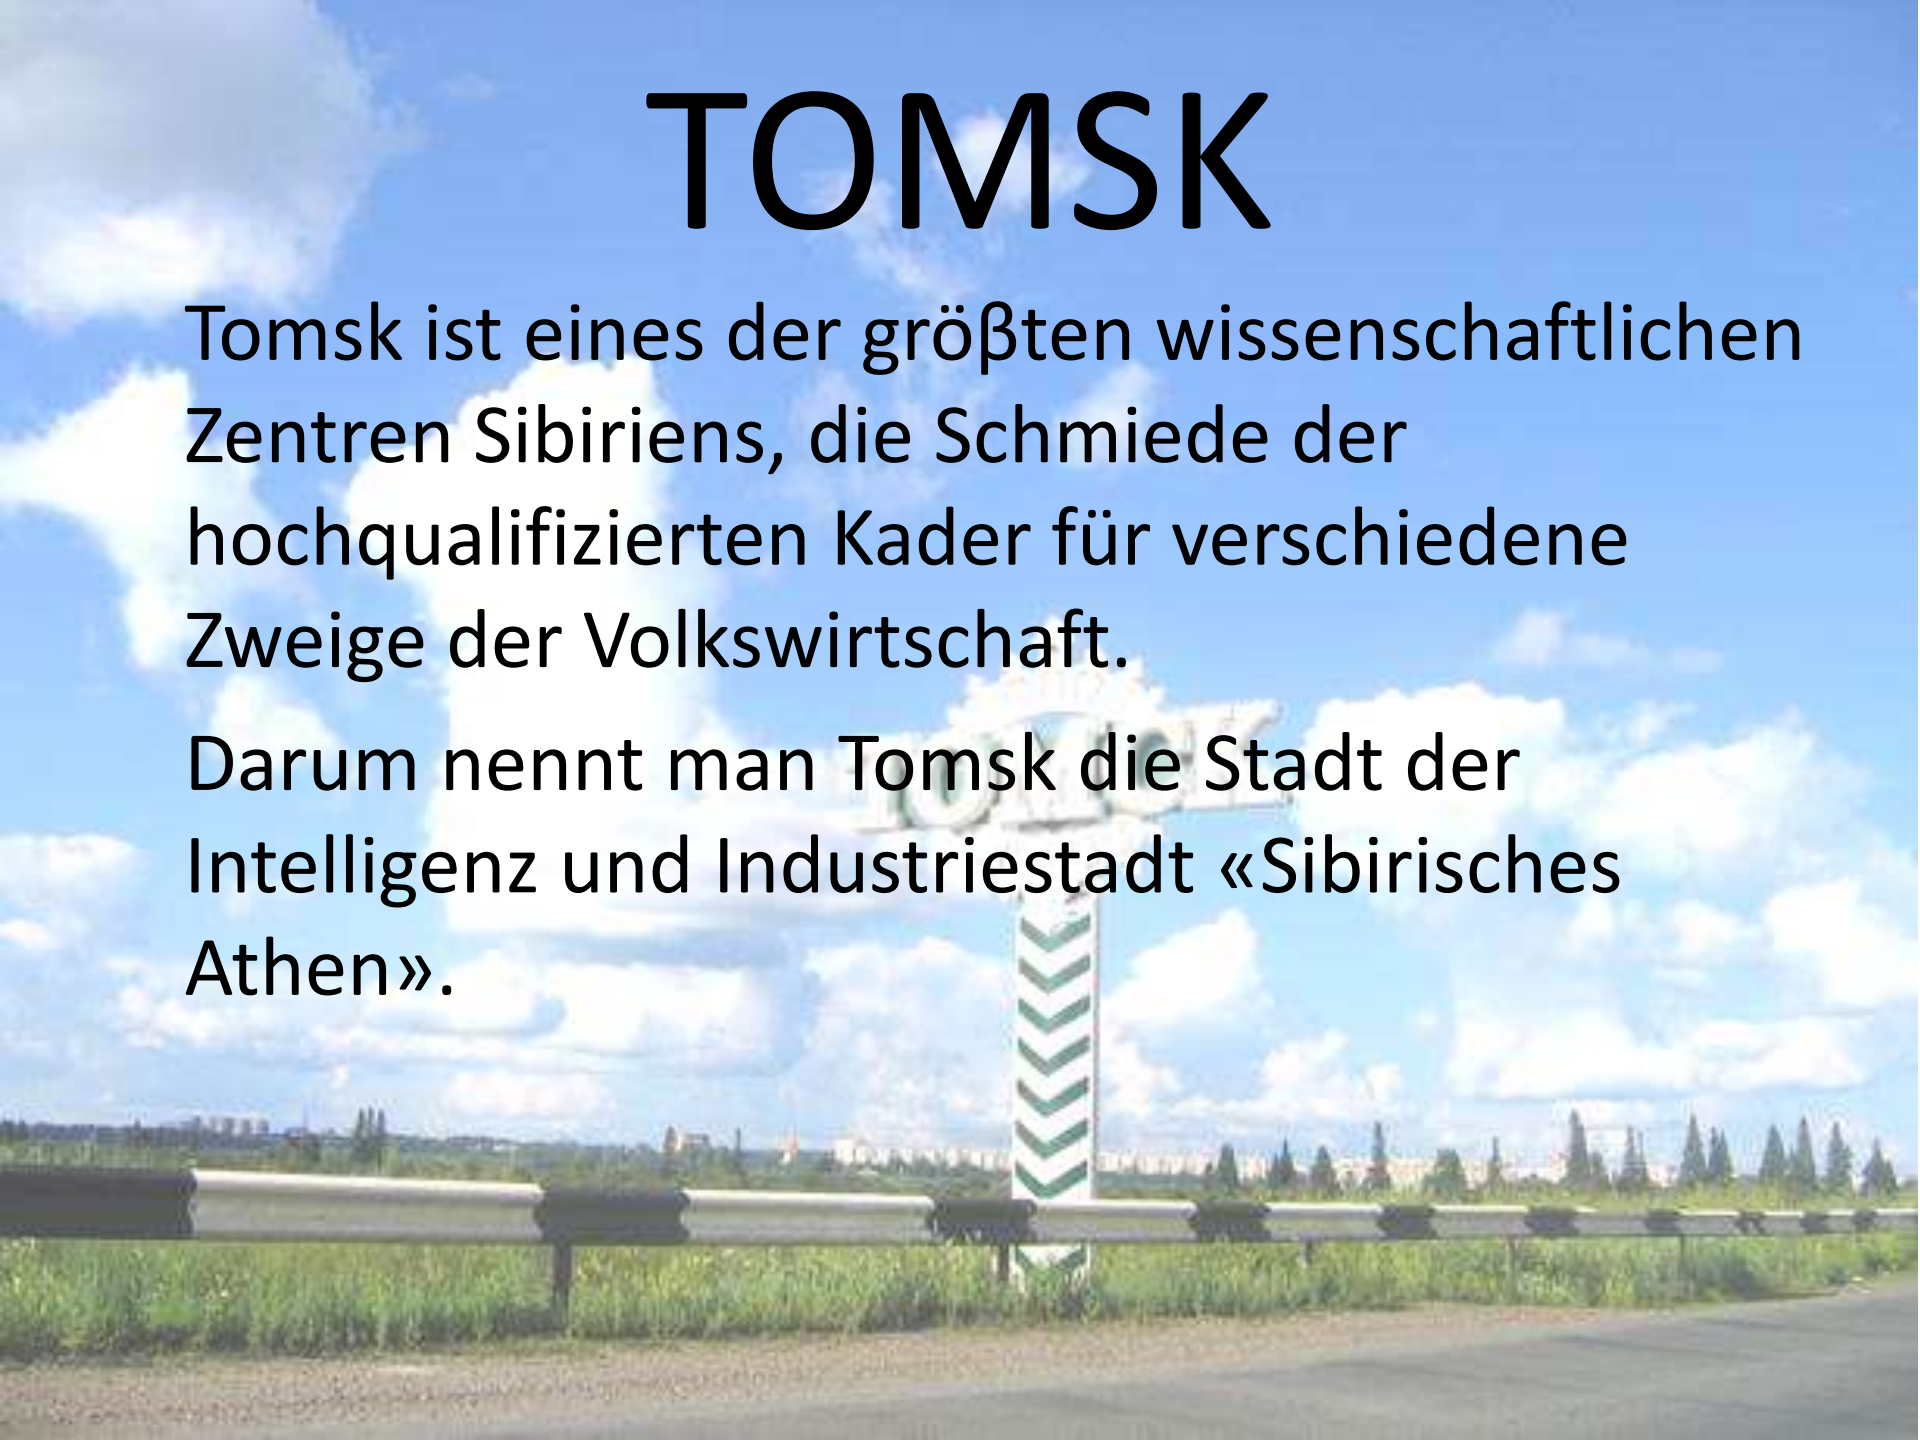 TOMSK
Tomsk ist eines der gröβten wissenschaftlichen
Zentren Sibiriens, die Schmiede der
hochqualifizierten Kader für verschiedene
Zweige der Volkswirtschaft.
Darum nennt man Tomsk die Stadt der
Intelligenz und Industriestadt «Sibirisches
Athen».
ТОМСК